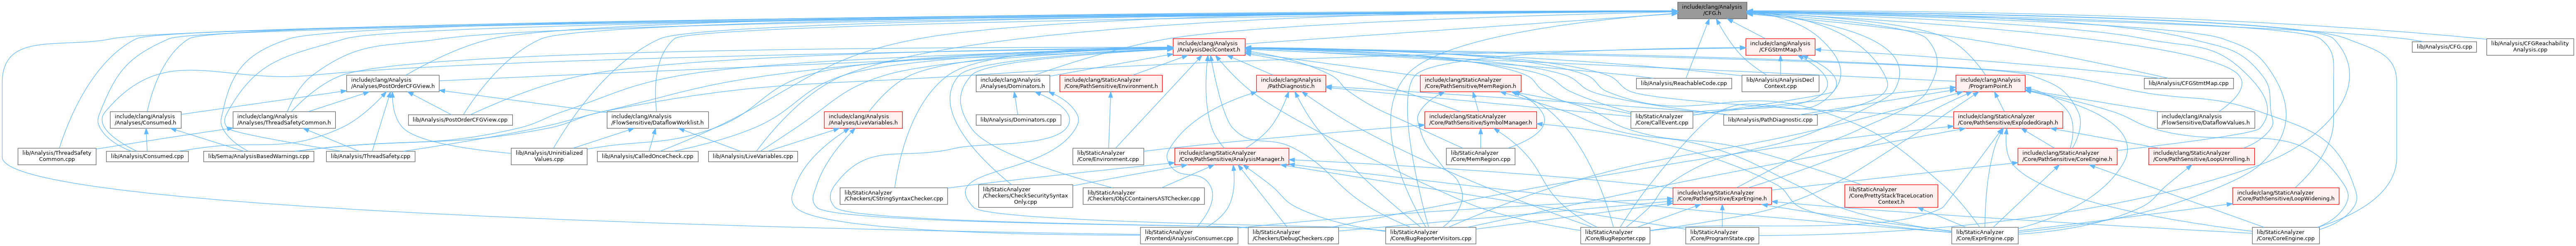 include/clang/Analysis
/CFG.h
include/clang/Analysis
/AnalysisDeclContext.h
include/clang/Analysis
/CFGStmtMap.h
lib/Analysis/CFG.cpp
lib/Analysis/CFGReachability
Analysis.cpp
include/clang/Analysis
/Analyses/PostOrderCFGView.h
include/clang/Analysis
/Analyses/Dominators.h
include/clang/StaticAnalyzer
/Core/PathSensitive/Environment.h
include/clang/Analysis
/PathDiagnostic.h
include/clang/StaticAnalyzer
/Core/PathSensitive/MemRegion.h
lib/Analysis/ReachableCode.cpp
lib/Analysis/AnalysisDecl
Context.cpp
include/clang/Analysis
/ProgramPoint.h
lib/Analysis/CFGStmtMap.cpp
include/clang/Analysis
/Analyses/Consumed.h
include/clang/Analysis
/Analyses/ThreadSafetyCommon.h
lib/Analysis/PostOrderCFGView.cpp
include/clang/Analysis
/FlowSensitive/DataflowWorklist.h
include/clang/Analysis
/Analyses/LiveVariables.h
lib/Analysis/Dominators.cpp
include/clang/StaticAnalyzer
/Core/PathSensitive/SymbolManager.h
lib/StaticAnalyzer
/Core/CallEvent.cpp
lib/Analysis/PathDiagnostic.cpp
include/clang/StaticAnalyzer
/Core/PathSensitive/ExplodedGraph.h
include/clang/Analysis
/FlowSensitive/DataflowValues.h
lib/Analysis/ThreadSafety
Common.cpp
lib/Analysis/Consumed.cpp
lib/Sema/AnalysisBasedWarnings.cpp
lib/Analysis/ThreadSafety.cpp
lib/Analysis/Uninitialized
Values.cpp
lib/Analysis/CalledOnceCheck.cpp
lib/Analysis/LiveVariables.cpp
lib/StaticAnalyzer
/Core/Environment.cpp
include/clang/StaticAnalyzer
/Core/PathSensitive/AnalysisManager.h
lib/StaticAnalyzer
/Core/MemRegion.cpp
include/clang/StaticAnalyzer
/Core/PathSensitive/CoreEngine.h
include/clang/StaticAnalyzer
/Core/PathSensitive/LoopUnrolling.h
lib/StaticAnalyzer
/Checkers/CStringSyntaxChecker.cpp
lib/StaticAnalyzer
/Checkers/CheckSecuritySyntax
Only.cpp
lib/StaticAnalyzer
/Checkers/ObjCContainersASTChecker.cpp
include/clang/StaticAnalyzer
/Core/PathSensitive/ExprEngine.h
lib/StaticAnalyzer
/Core/PrettyStackTraceLocation
Context.h
include/clang/StaticAnalyzer
/Core/PathSensitive/LoopWidening.h
lib/StaticAnalyzer
/Frontend/AnalysisConsumer.cpp
lib/StaticAnalyzer
/Checkers/DebugCheckers.cpp
lib/StaticAnalyzer
/Core/BugReporterVisitors.cpp
lib/StaticAnalyzer
/Core/BugReporter.cpp
lib/StaticAnalyzer
/Core/ProgramState.cpp
lib/StaticAnalyzer
/Core/ExprEngine.cpp
lib/StaticAnalyzer
/Core/CoreEngine.cpp